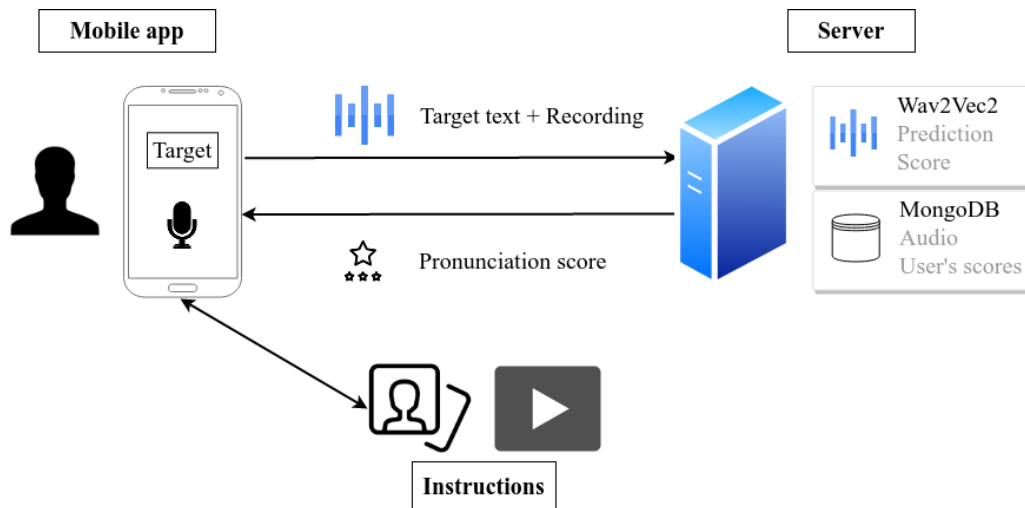 Mobile app
Server
Target text + Recording
Target
Wav2Vec2
Prediction
Score
MongoDB
Audio
User's scores
Pronunciation score
Instructions